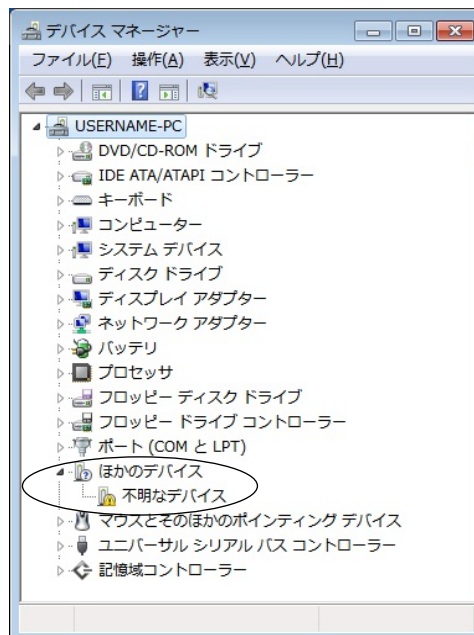 デバイス マネージャー
ファイル(F) 操作(A) 表示(V) ヘルプ(H)
USERNAME-PC
DVD/CD-ROM ドライブ
IDE ATA/ATAPI コントローラー
キーボード
コンピューター
システム デバイス
ディスク ドライブ
ディスプレイ アダプター
ネットワーク アダプター
バッテリ
プロセッサ
フロッピー ディスク ドライブ
フロッピー ドライブ コントローラー
ポート (COM と LPT)
ほかのデバイス
不明なデバイス
マウスとそのほかのポインティング デバイス
ユニバーサル シリアル バス コントローラー
記憶域コントローラー